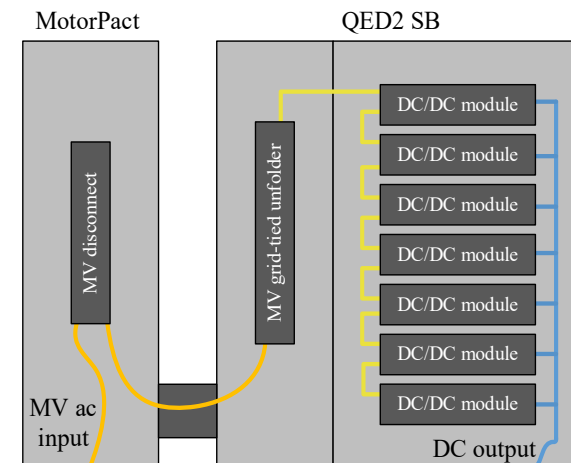 MotorPact
QED2 SB
MV disconnect
MV grid-tied unfolder
DC/DC module
DC/DC module
DC/DC module
DC/DC module
DC/DC module
DC/DC module
DC/DC module
MV ac
input
DC output